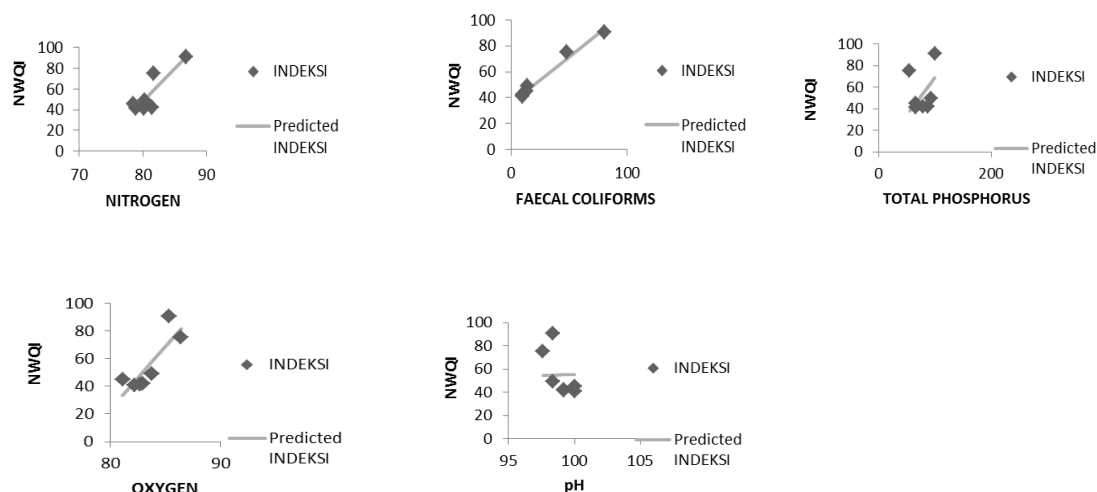 NWQI
100
80
60
40
20
0
70 80 90
NITROGEN
INDEKSI
Predicted
INDEKSI
NWQI
100
80
60
40
20
0
0 100
FAECAL COLIFORMS
INDEKSI
Predicted
INDEKSI
NWQI
100
80
60
40
20
0
0 200
TOTAL PHOSPHORUS
INDEKSI
Predicted
INDEKSI
NWQI
100
80
60
40
20
0
80 90
OXYGEN
INDEKSI
Predicted
INDEKSI
NWQI
100
80
60
40
20
0
95 100 105
pH
INDEKSI
Predicted
INDEKSI